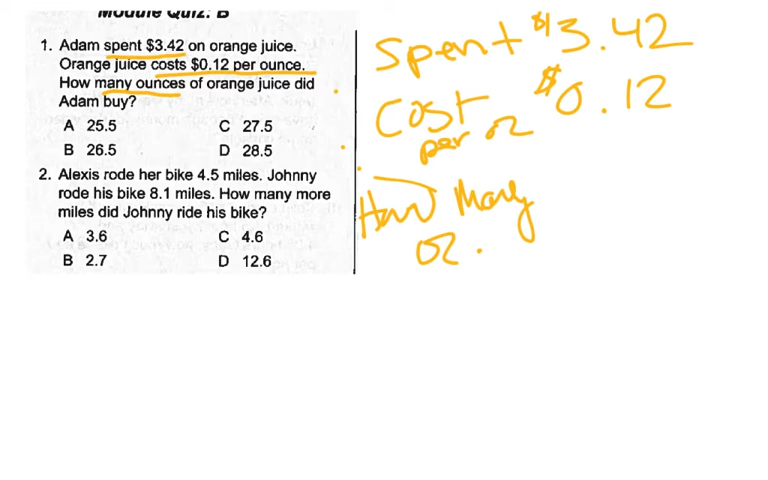 Module Quiz: B
1. Adam spent $3.42 on orange juice.
Orange juice costs $0.12 per ounce.
How many ounces of orange juice did
Adam buy?
A 25.5 C 27.5
B 26.5 D 28.5
2. Alexis rode her bike 4.5 miles. Johnny
rode his bike 8.1 miles. How many more
miles did Johnny ride his bike?
A 3.6 C 4.6
B 2.7 D 12.6
Spent $3.42
Cost $0.12
per oz
How Many
oz.